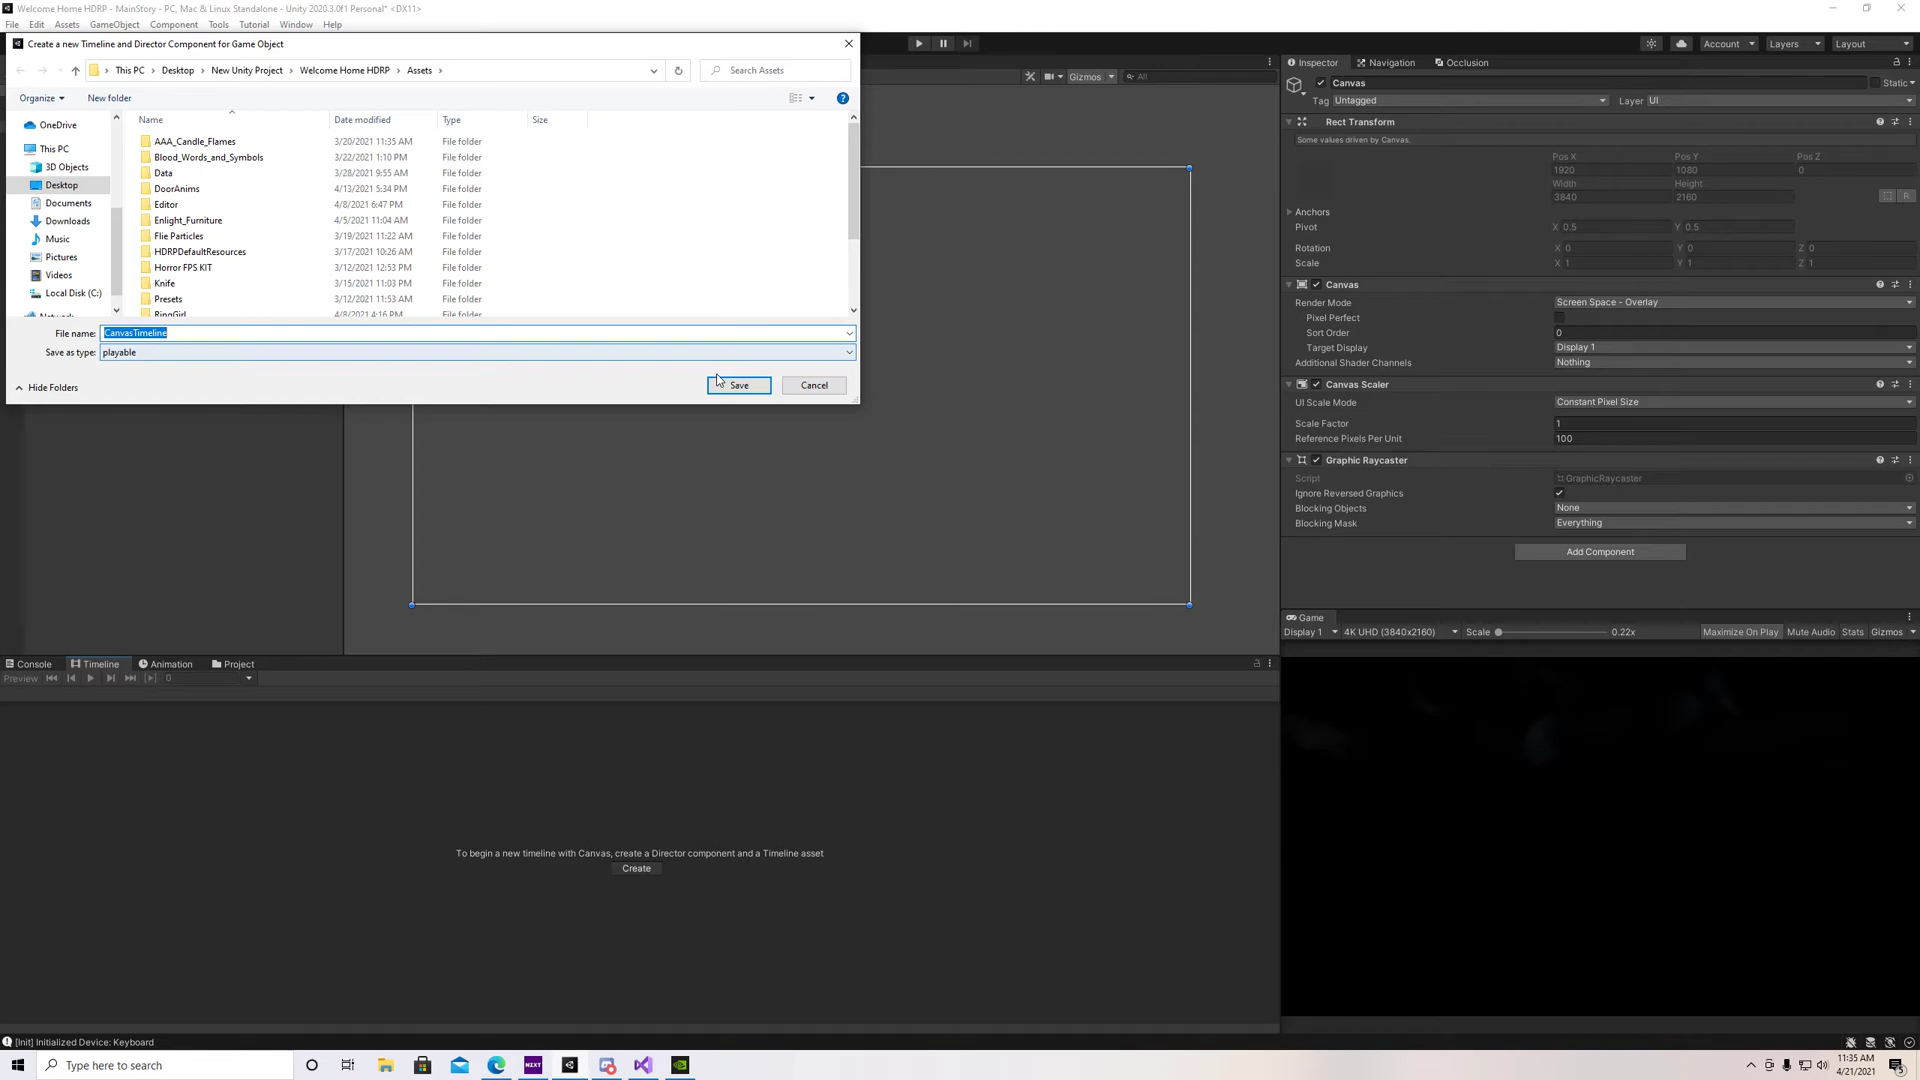 Welcome Home HDRP - MainStory - PC, Mac & Linux Standalone - Unity 2020.3.0f1 Personal* <DX11>
File Edit Assets GameObject Component Tools Tutorial Window Help
Create a new Timeline and Director Component for Game Object
This PC Desktop New Unity Project Welcome Home HDRP Assets Search Assets
Organize New folder
Name Date modified Type Size
OneDrive
This PC
3D Objects
Desktop
Documents
Downloads
Music
Pictures
Videos
Local Disk (C:)
Network
AAA_Candle_Flames 3/20/2021 11:35 AM File folder
Blood_Words_and_Symbols 3/22/2021 1:10 PM File folder
Data 3/28/2021 9:55 AM File folder
DoorAnims 4/13/2021 5:34 PM File folder
Editor 4/8/2021 6:47 PM File folder
Enlight_Furniture 4/5/2021 11:04 AM File folder
Flie Particles 3/19/2021 11:22 AM File folder
HDRPDefaultResources 3/17/2021 10:26 AM File folder
Horror FPS KIT 3/12/2021 12:53 PM File folder
Knife 3/15/2021 11:03 PM File folder
Presets 3/12/2021 11:53 AM File folder
RingGirl 4/8/2021 4:16 PM File folder
File name: CanvasTimeline
Save as type: playable
Hide Folders Save Cancel
Gizmos All
Account Layers Layout
Inspector Navigation Occlusion
Canvas Static
Tag Untagged Layer UI
Rect Transform
Some values driven by Canvas.
Pos X Pos Y Pos Z
1920 1080 0
Width Height
3840 2160
R
Anchors
Pivot X 0.5 Y 0.5
Rotation X 0 Y 0 Z 0
Scale X 1 Y 1 Z 1
Canvas
Render Mode Screen Space - Overlay
Pixel Perfect
Sort Order 0
Target Display Display 1
Additional Shader Channels Nothing
Canvas Scaler
UI Scale Mode Constant Pixel Size
Scale Factor 1
Reference Pixels Per Unit 100
Graphic Raycaster
Script GraphicRaycaster
Ignore Reversed Graphics
Blocking Objects None
Blocking Mask Everything
Add Component
Game
Display 1 4K UHD (3840x2160) Scale 0.22x Maximize On Play Mute Audio Stats Gizmos
Console Timeline Animation Project
Preview 0
To begin a new timeline with Canvas, create a Director component and a Timeline asset
Create
[Init] Initialized Device: Keyboard
Type here to search
NZXT
11:35 AM
4/21/2021
5